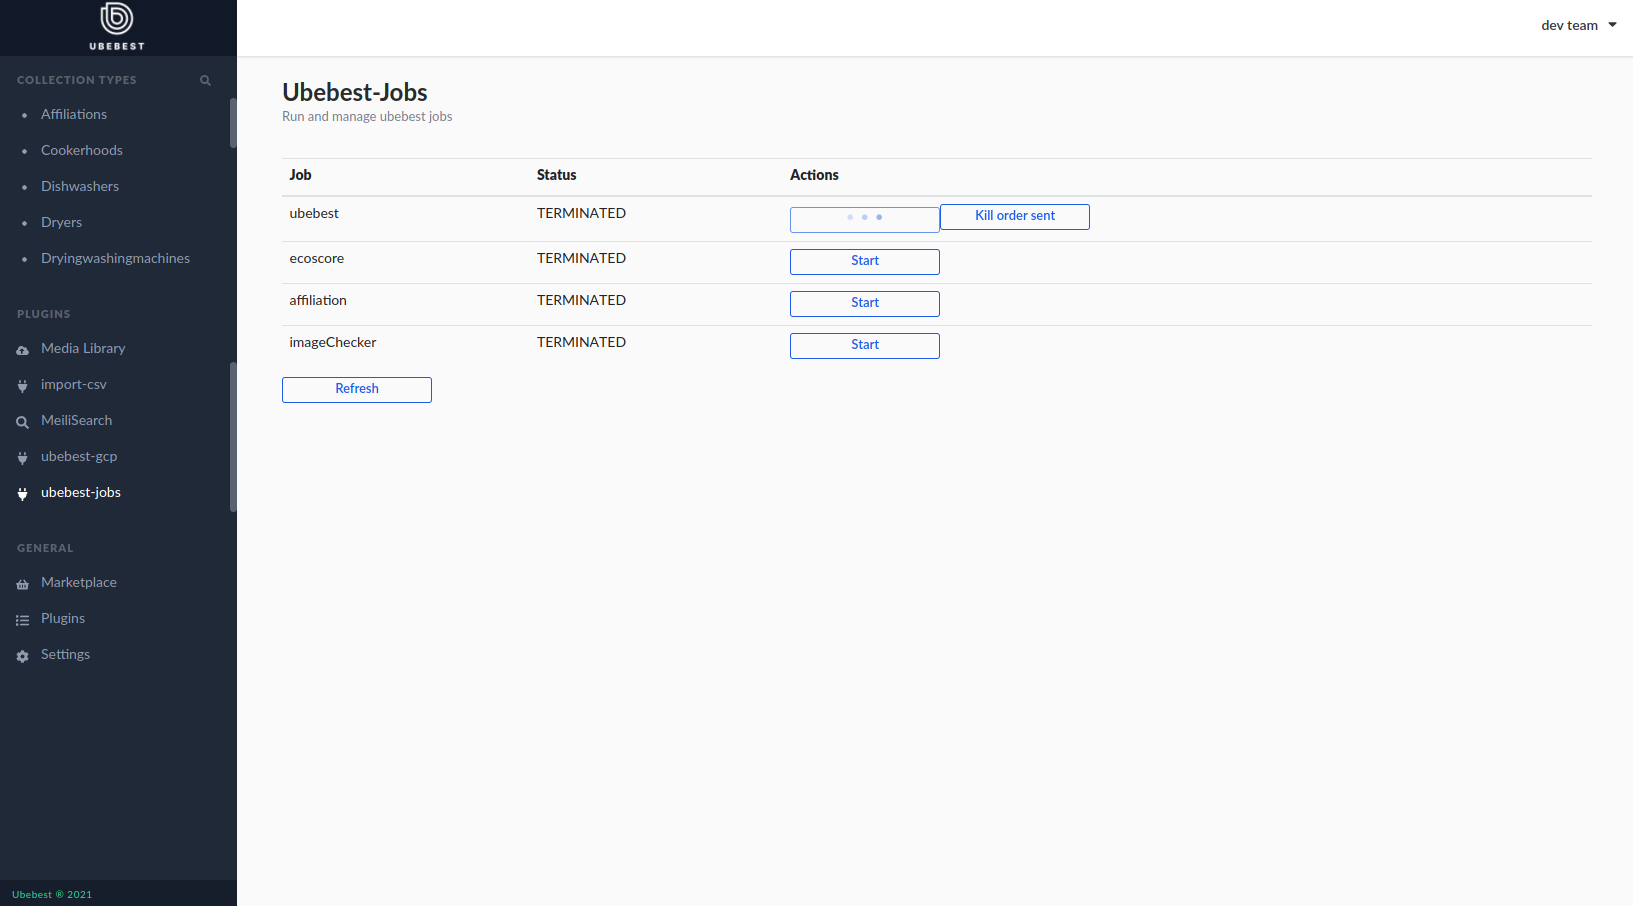 UBEBEST
dev team
COLLECTION TYPES
Affiliations
Cookerhoods
Dishwashers
Dryers
Dryingwashingmachines
PLUGINS
Media Library
import-csv
MeiliSearch
ubebest-gcp
ubebest-jobs
GENERAL
Marketplace
Plugins
Settings
Ubebest ® 2021
Ubebest-Jobs
Run and manage ubebest jobs
Job Status Actions
ubebest TERMINATED Kill order sent
ecoscore TERMINATED Start
affiliation TERMINATED Start
imageChecker TERMINATED Start
Refresh